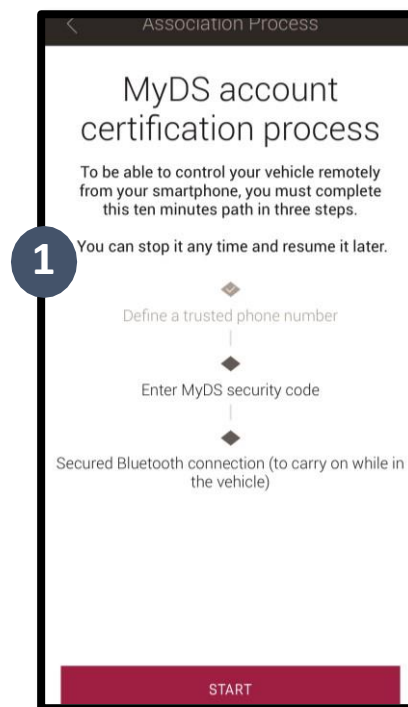 Association Process
MyDS account
certification process
To be able to control your vehicle remotely
from your smartphone, you must complete
this ten minutes path in three steps.
You can stop it any time and resume it later.
1
Define a trusted phone number
Enter MyDS security code
Secured Bluetooth connection (to carry on while in
the vehicle)
START